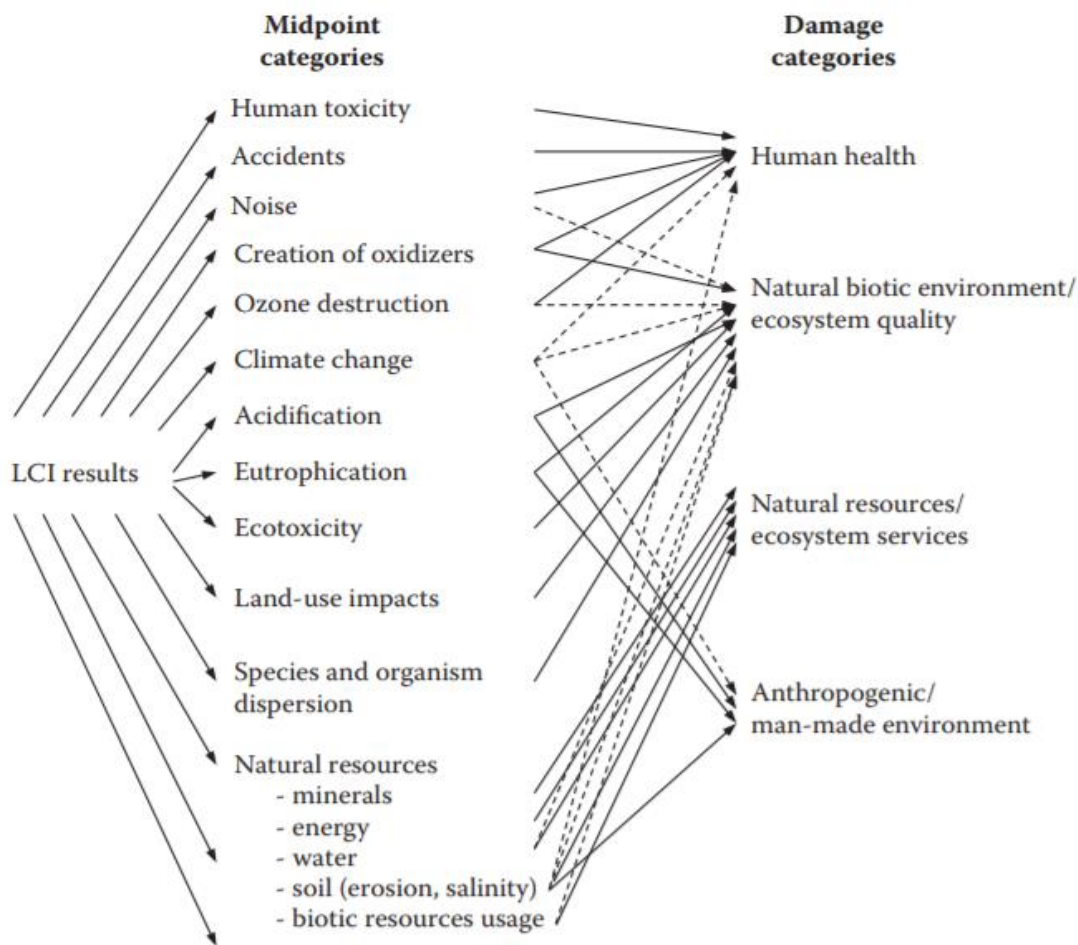 Midpoint
categories
Damage
categories
Human toxicity
Accidents
Noise
Creation of oxidizers
Ozone destruction
Climate change
Acidification
LCI results
Eutrophication
Ecotoxicity
Land-use impacts
Species and organism
dispersion
Natural resources
- minerals
- energy
- water
- soil (erosion, salinity)
- biotic resources usage
Human health
Natural biotic environment/
ecosystem quality
Natural resources/
ecosystem services
Anthropogenic/
man-made environment